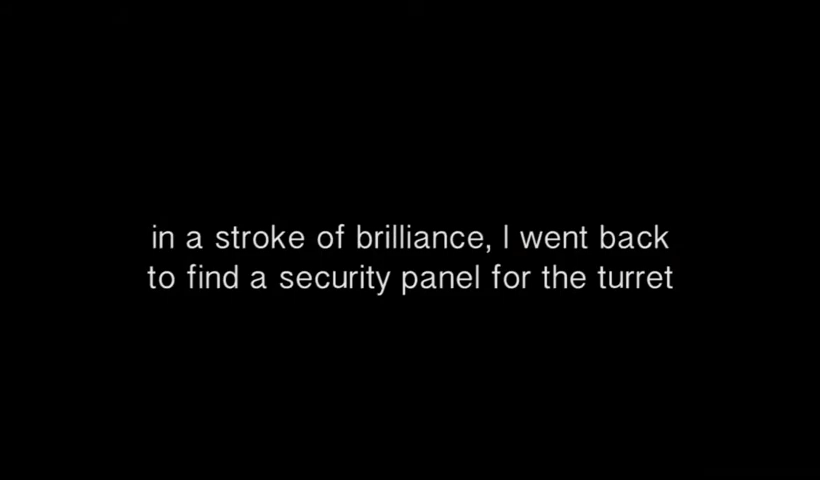 in a stroke of brilliance, I went back
to find a security panel for the turret